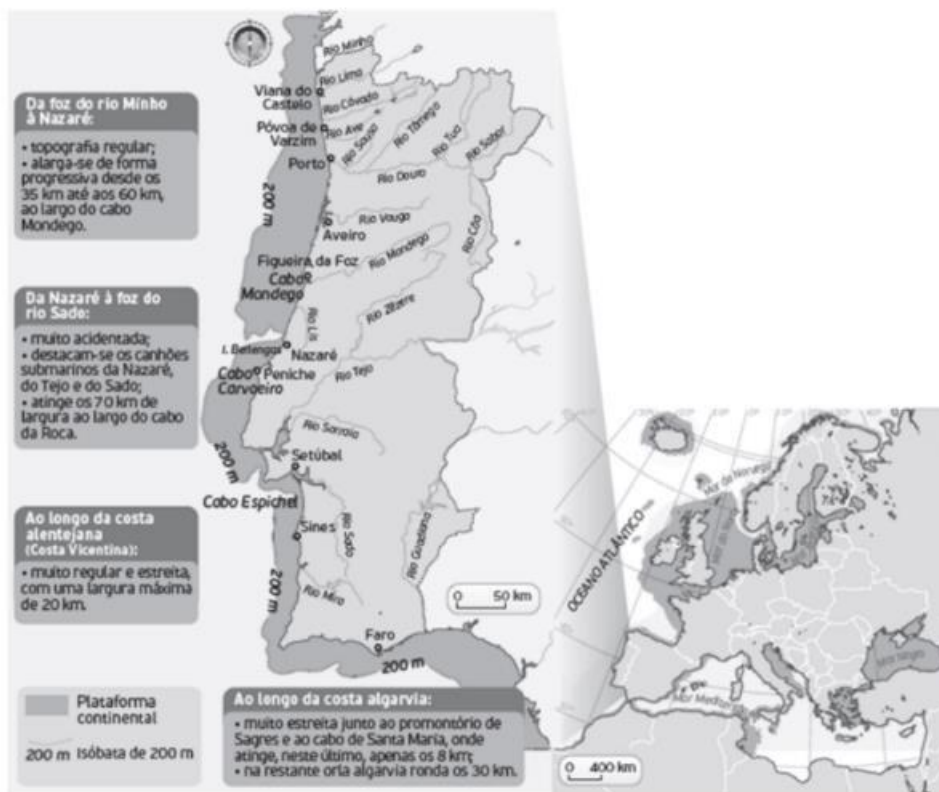 Rio Minho
Rio Lima
Viana do
Castelo
Rio Cávado
Póvoa de
Varzim
Rio Ave
Rio Sousa
Rio Tâmega
Rio Tua
Rio Sabor
Porto
Rio Douro
200 m
Rio Vouga
Aveiro
Rio Côa
Figueira da Foz
Rio Mondego
Cabo
Mondego
Rio Zêzere
Rio Lis
I. Berlengas
Nazaré
Cabo
Carvoeiro
Peniche
Rio Tejo
Rio Sorraia
200 m
Setúbal
Cabo Espichel
Sines
Rio Sado
Rio Guadiana
200 m
Rio Mira
0 50 km
Faro
200 m
Da foz do rio Minho
à Nazaré:
• topografia regular;
• alarga-se de forma
progressiva desde os
35 km até aos 60 km,
ao largo do cabo
Mondego.
Da Nazaré à foz do
rio Sado:
• muito acidentada;
• destacam-se os canhões
submarinos da Nazaré,
do Tejo e do Sado;
• atinge os 70 km de
largura ao largo do cabo
da Roca.
Ao longo da costa
alentejana
(Costa Vicentina):
• muito regular e estreita,
com uma largura máxima
de 20 km.
Plataforma
continental
200 m Isóbata de 200 m
Ao longo da costa algarvia:
• muito estreita junto ao promontório de
Sagres e ao cabo de Santa Maria, onde
atinge, neste último, apenas os 8 km;
• na restante orla algarvia ronda os 30 km.
OCEANO ATLÂNTICO
Mar da Noruega
Mar do Norte
Mar Negro
Mar Mediterrâneo
0 400 km